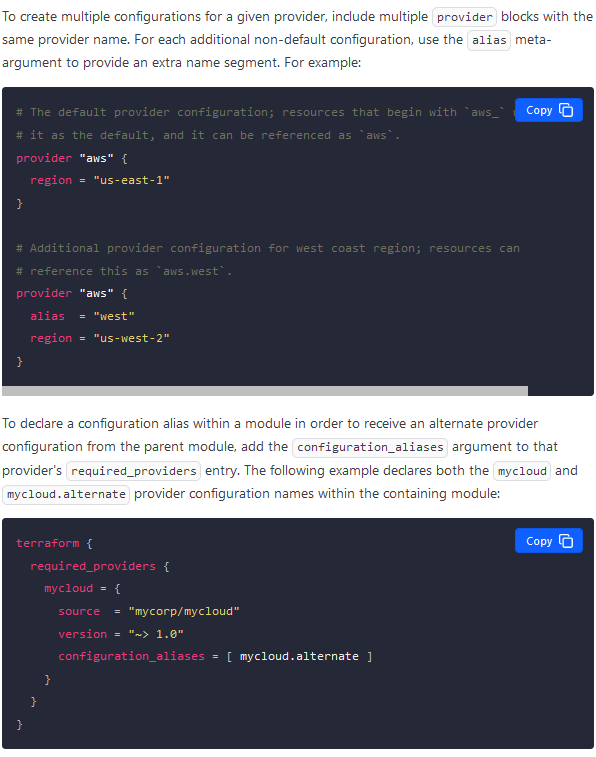 To create multiple configurations for a given provider, include multiple provider blocks with the
same provider name. For each additional non-default configuration, use the alias meta-
argument to provide an extra name segment. For example:
# The default provider configuration; resources that begin with `aws_`
Copy
# it as the default, and it can be referenced as `aws`.
provider "aws" {
  region = "us-east-1"
}
# Additional provider configuration for west coast region; resources can
# reference this as `aws.west`.
provider "aws" {
  alias  = "west"
  region = "us-west-2"
}
To declare a configuration alias within a module in order to receive an alternate provider
configuration from the parent module, add the configuration_aliases argument to that
provider's required_providers entry. The following example declares both the mycloud and
mycloud.alternate provider configuration names within the containing module:
Copy
terraform {
  required_providers {
    mycloud = {
      source  = "mycorp/mycloud"
      version = "~> 1.0"
      configuration_aliases = [ mycloud.alternate ]
    }
  }
}